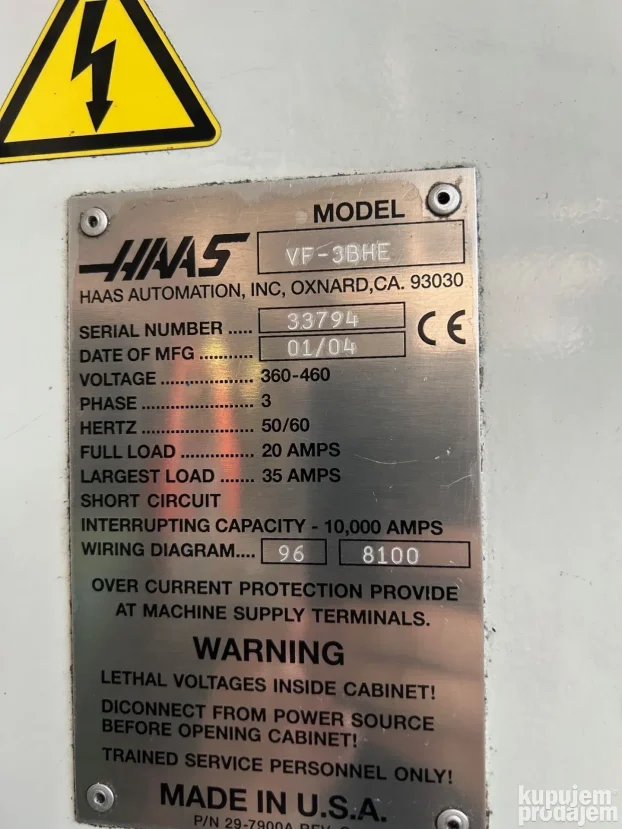 MODEL
HAAS VF-3BHE
HAAS AUTOMATION, INC, OXNARD,CA. 93030
SERIAL NUMBER ..... 33794 CE
DATE OF MFG ........... 01/04
VOLTAGE ................... 360-460
PHASE ....................... 3
HERTZ ....................... 50/60
FULL LOAD ................ 20 AMPS
LARGEST LOAD ....... 35 AMPS
SHORT CIRCUIT
INTERRUPTING CAPACITY - 10,000 AMPS
WIRING DIAGRAM.... 96 8100
OVER CURRENT PROTECTION PROVIDE
AT MACHINE SUPPLY TERMINALS.
WARNING
LETHAL VOLTAGES INSIDE CABINET!
DICONNECT FROM POWER SOURCE
BEFORE OPENING CABINET!
TRAINED SERVICE PERSONNEL ONLY!
MADE IN U.S.A.
P/N 29-7900A REV.
kupujem
prodajem